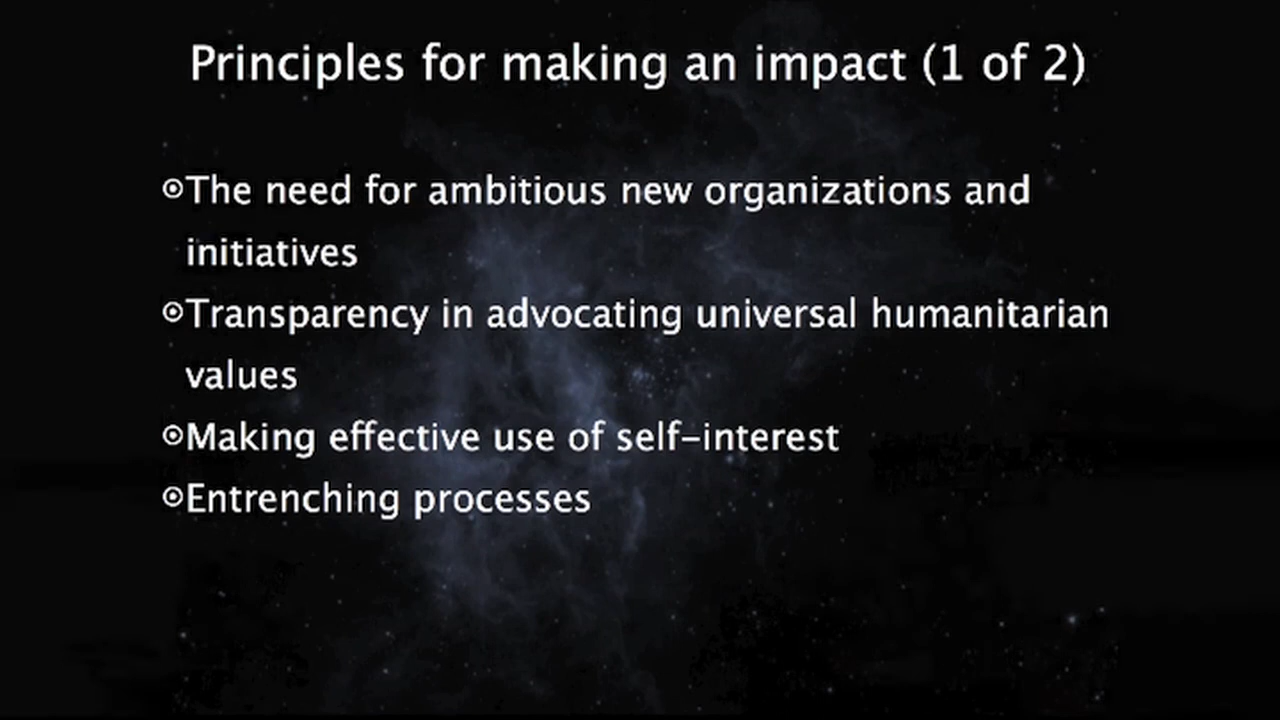 Principles for making an impact (1 of 2)
⊙The need for ambitious new organizations and
initiatives
⊙Transparency in advocating universal humanitarian
values
⊙Making effective use of self-interest
⊙Entrenching processes